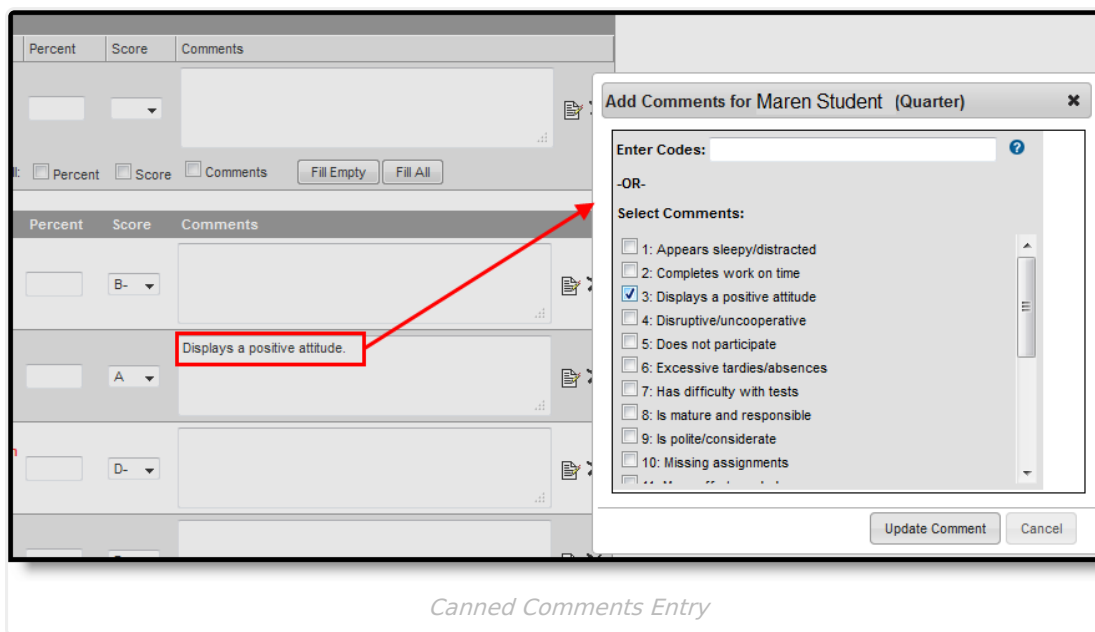 Percent Score Comments
ll: Percent Score Comments Fill Empty Fill All
Percent Score Comments
B-
Displays a positive attitude.
A
D-
Add Comments for Maren Student (Quarter)
Enter Codes:
-OR-
Select Comments:
1: Appears sleepy/distracted
2: Completes work on time
3: Displays a positive attitude
4: Disruptive/uncooperative
5: Does not participate
6: Excessive tardies/absences
7: Has difficulty with tests
8: Is mature and responsible
9: Is polite/considerate
10: Missing assignments
Update Comment Cancel
Canned Comments Entry